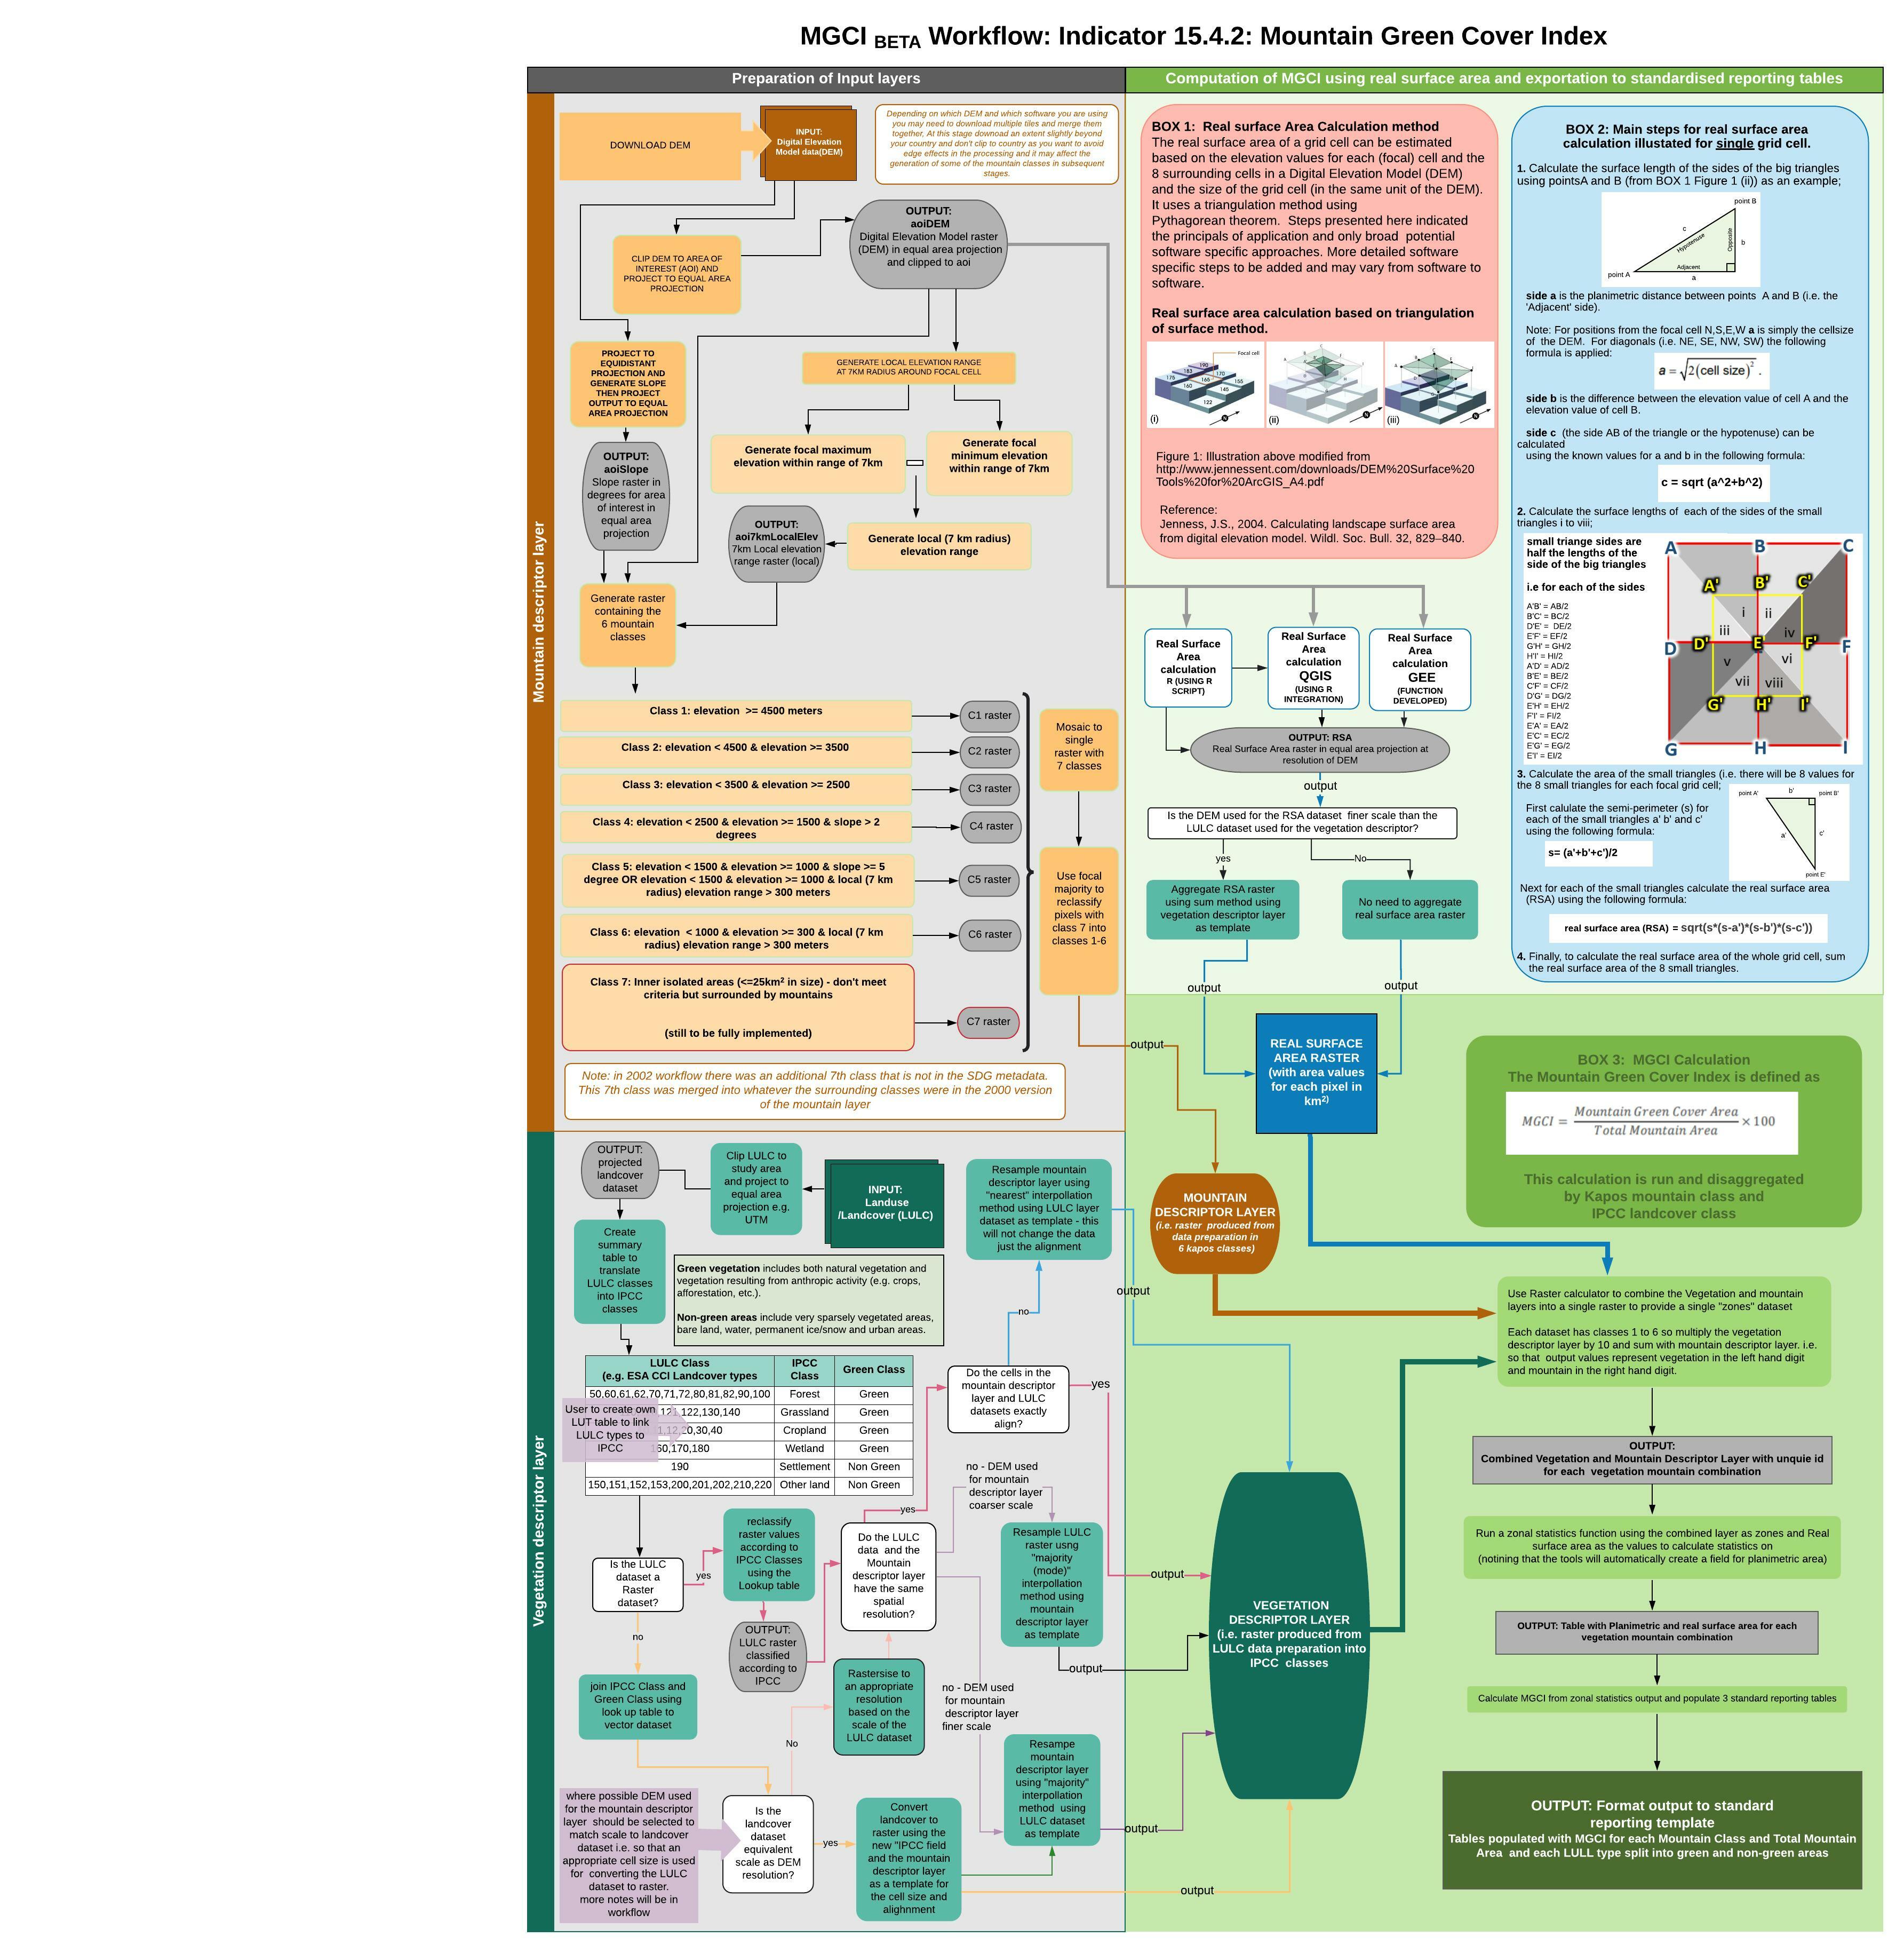 MGCI BETA Workflow: Indicator 15.4.2: Mountain Green Cover Index
Preparation of Input layers
Computation of MGCI using real surface area and exportation to standardised reporting tables
Mountain descriptor layer
DOWNLOAD DEM
INPUT:
Digital Elevation
Model data(DEM)
Depending on which DEM and which software you are using
you may need to download multiple tiles and merge them
together, At this stage downoad an extent slightly beyond
your country and don't clip to country as you want to avoid
edge effects in the processing and it may affect the
generation of some of the mountain classes in subsequent
stages.
OUTPUT:
aoiDEM
Digital Elevation Model raster
(DEM) in equal area projection
and clipped to aoi
CLIP DEM TO AREA OF
INTEREST (AOI) AND
PROJECT TO EQUAL AREA
PROJECTION
PROJECT TO
EQUIDISTANT
PROJECTION AND
GENERATE SLOPE
THEN PROJECT
OUTPUT TO EQUAL
AREA PROJECTION
GENERATE LOCAL ELEVATION RANGE
AT 7KM RADIUS AROUND FOCAL CELL
Generate focal maximum
elevation within range of 7km
Generate focal
minimum elevation
within range of 7km
OUTPUT:
aoiSlope
Slope raster in
degrees for area
of interest in
equal area
projection
OUTPUT:
aoi7kmLocalElev
7km Local elevation
range raster (local)
Generate local (7 km radius)
elevation range
Generate raster
containing the
6 mountain
classes
Class 1: elevation >= 4500 meters
C1 raster
Class 2: elevation < 4500 & elevation >= 3500
C2 raster
Class 3: elevation < 3500 & elevation >= 2500
C3 raster
Class 4: elevation < 2500 & elevation >= 1500 & slope > 2
degrees
C4 raster
Class 5: elevation < 1500 & elevation >= 1000 & slope >= 5
degree OR elevation < 1500 & elevation >= 1000 & local (7 km
radius) elevation range > 300 meters
C5 raster
Class 6: elevation < 1000 & elevation >= 300 & local (7 km
radius) elevation range > 300 meters
C6 raster
Class 7: Inner isolated areas (<=25km2 in size) - don't meet
criteria but surrounded by mountains
(still to be fully implemented)
C7 raster
Mosaic to
single
raster with
7 classes
Use focal
majority to
reclassify
pixels with
class 7 into
classes 1-6
output
Note: in 2002 workflow there was an additional 7th class that is not in the SDG metadata.
This 7th class was merged into whatever the surrounding classes were in the 2000 version
of the mountain layer
BOX 1: Real surface Area Calculation method
The real surface area of a grid cell can be estimated
based on the elevation values for each (focal) cell and the
8 surrounding cells in a Digital Elevation Model (DEM)
and the size of the grid cell (in the same unit of the DEM).
It uses a triangulation method using
Pythagorean theorem. Steps presented here indicated
the principals of application and only broad potential
software specific approaches. More detailed software
specific steps to be added and may vary from software to
software.
Real surface area calculation based on triangulation
of surface method.
Focal cell
190
183
170
175
165
155
160
145
122
N
(i)
(ii)
(iii)
Figure 1: Illustration above modified from
http://www.jennessent.com/downloads/DEM%20Surface%20
Tools%20for%20ArcGIS_A4.pdf
Reference:
Jenness, J.S., 2004. Calculating landscape surface area
from digital elevation model. Wildl. Soc. Bull. 32, 829–840.
Real Surface
Area
calculation
R (USING R
SCRIPT)
Real Surface
Area
calculation
QGIS
(USING R
INTEGRATION)
Real Surface
Area
calculation
GEE
(FUNCTION
DEVELOPED)
OUTPUT: RSA
Real Surface Area raster in equal area projection at
resolution of DEM
output
Is the DEM used for the RSA dataset finer scale than the
LULC dataset used for the vegetation descriptor?
yes
No
Aggregate RSA raster
using sum method using
vegetation descriptor layer
as template
No need to aggregate
real surface area raster
output
output
BOX 2: Main steps for real surface area
calculation illustated for single grid cell.
1. Calculate the surface length of the sides of the big triangles
using pointsA and B (from BOX 1 Figure 1 (ii)) as an example;
point B
c
Hypotenuse
Opposite
b
point A
Adjacent
a
side a is the planimetric distance between points A and B (i.e. the
'Adjacent' side).
Note: For positions from the focal cell N,S,E,W a is simply the cellsize
of the DEM. For diagonals (i.e. NE, SE, NW, SW) the following
formula is applied:
a = √2(cell size)² .
side b is the difference between the elevation value of cell A and the
elevation value of cell B.
side c (the side AB of the triangle or the hypotenuse) can be
calculated
using the known values for a and b in the following formula:
c = sqrt (a^2+b^2)
2. Calculate the surface lengths of each of the sides of the small
triangles i to viii;
small triange sides are
half the lengths of the
side of the big triangles
i.e for each of the sides
A'B' = AB/2
B'C' = BC/2
D'E' = DE/2
E'F' = EF/2
G'H' = GH/2
H'I' = HI/2
A'D' = AD/2
B'E' = BE/2
C'F' = CF/2
D'G' = DG/2
E'H' = EH/2
F'I' = FI/2
E'A' = EA/2
E'C' = EC/2
E'G' = EG/2
E'I' = EI/2
A B C
A' B' C'
i ii
iii iv
D D' E F' F
v vi
vii viii
G' H' I'
G H I
3. Calculate the area of the small triangles (i.e. there will be 8 values for
the 8 small triangles for each focal grid cell;
First calulate the semi-perimeter (s) for
each of the small triangles a' b' and c'
using the following formula:
s= (a'+b'+c')/2
point A'
b'
point B'
a'
c'
point E'
Next for each of the small triangles calculate the real surface area
(RSA) using the following formula:
real surface area (RSA) = sqrt(s*(s-a')*(s-b')*(s-c'))
4. Finally, to calculate the real surface area of the whole grid cell, sum
the real surface area of the 8 small triangles.
REAL SURFACE
AREA RASTER
(with area values
for each pixel in
km2)
BOX 3: MGCI Calculation
The Mountain Green Cover Index is defined as
MGCI = Mountain Green Cover Area / Total Mountain Area × 100
This calculation is run and disaggregated
by Kapos mountain class and
IPCC landcover class
MOUNTAIN
DESCRIPTOR LAYER
(i.e. raster produced from
data preparation in
6 kapos classes)
Use Raster calculator to combine the Vegetation and mountain
layers into a single raster to provide a single "zones" dataset
Each dataset has classes 1 to 6 so multiply the vegetation
descriptor layer by 10 and sum with mountain descriptor layer. i.e.
so that output values represent vegetation in the left hand digit
and mountain in the right hand digit.
OUTPUT:
Combined Vegetation and Mountain Descriptor Layer with unquie id
for each vegetation mountain combination
Run a zonal statistics function using the combined layer as zones and Real
surface area as the values to calculate statistics on
(notining that the tools will automatically create a field for planimetric area)
OUTPUT: Table with Planimetric and real surface area for each
vegetation mountain combination
Calculate MGCI from zonal statistics output and populate 3 standard reporting tables
OUTPUT: Format output to standard
reporting template
Tables populated with MGCI for each Mountain Class and Total Mountain
Area and each LULL type split into green and non-green areas
Vegetation descriptor layer
OUTPUT:
projected
landcover
dataset
Clip LULC to
study area
and project to
equal area
projection e.g.
UTM
INPUT:
Landuse
/Landcover (LULC)
Resample mountain
descriptor layer using
"nearest" interpollation
method using LULC layer
dataset as template - this
will not change the data
just the alignment
Create
summary
table to
translate
LULC classes
into IPCC
classes
Green vegetation includes both natural vegetation and
vegetation resulting from anthropic activity (e.g. crops,
afforestation, etc.).
Non-green areas include very sparsely vegetated areas,
bare land, water, permanent ice/snow and urban areas.
output
no
LULC Class
(e.g. ESA CCI Landcover types
IPCC
Class
Green Class
50,60,61,62,70,71,72,80,81,82,90,100 Forest Green
121,122,130,140 Grassland Green
11,12,20,30,40 Cropland Green
160,170,180 Wetland Green
190 Settlement Non Green
150,151,152,153,200,201,202,210,220 Other land Non Green
User to create own
LUT table to link
LULC types to
IPCC
Do the cells in the
mountain descriptor
layer and LULC
datasets exactly
align?
yes
no - DEM used
for mountain
descriptor layer
coarser scale
yes
Is the LULC
dataset a
Raster
dataset?
yes
reclassify
raster values
according to
IPCC Classes
using the
Lookup table
Do the LULC
data and the
Mountain
descriptor layer
have the same
spatial
resolution?
Resample LULC
raster usng
"majority
(mode)"
interpollation
method using
mountain
descriptor layer
as template
output
output
no
OUTPUT:
LULC raster
classified
according to
IPCC
join IPCC Class and
Green Class using
look up table to
vector dataset
Rastersise to
an appropriate
resolution
based on the
scale of the
LULC dataset
No
no - DEM used
for mountain
descriptor layer
finer scale
Resampe
mountain
descriptor layer
using "majority"
interpollation
method using
LULC dataset
as template
output
where possible DEM used
for the mountain descriptor
layer should be selected to
match scale to landcover
dataset i.e. so that an
appropriate cell size is used
for converting the LULC
dataset to raster.
more notes will be in
workflow
Is the
landcover
dataset
equivalent
scale as DEM
resolution?
yes
Convert
landcover to
raster using the
new "IPCC field
and the mountain
descriptor layer
as a template for
the cell size and
alighnment
output
VEGETATION
DESCRIPTOR LAYER
(i.e. raster produced from
LULC data preparation into
IPCC classes